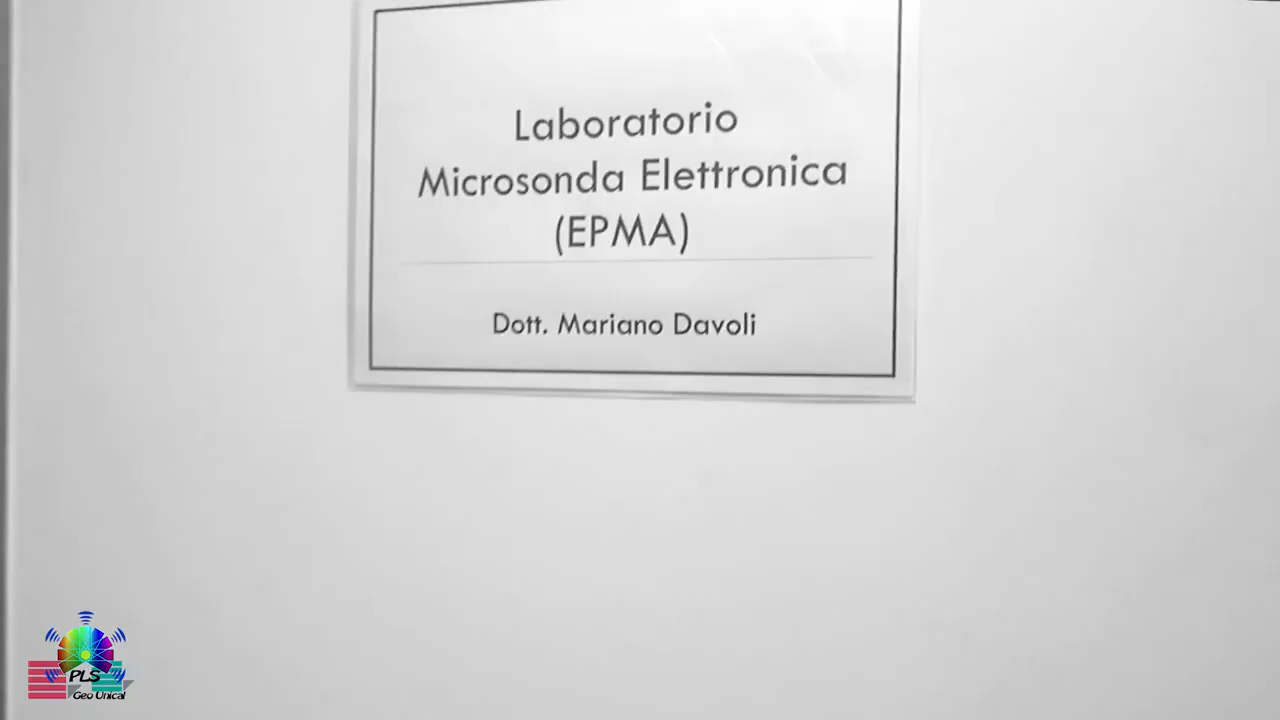 Laboratorio
Microsonda Elettronica
(EPMA)
Dott. Mariano Davoli
PLS
Geo Unical